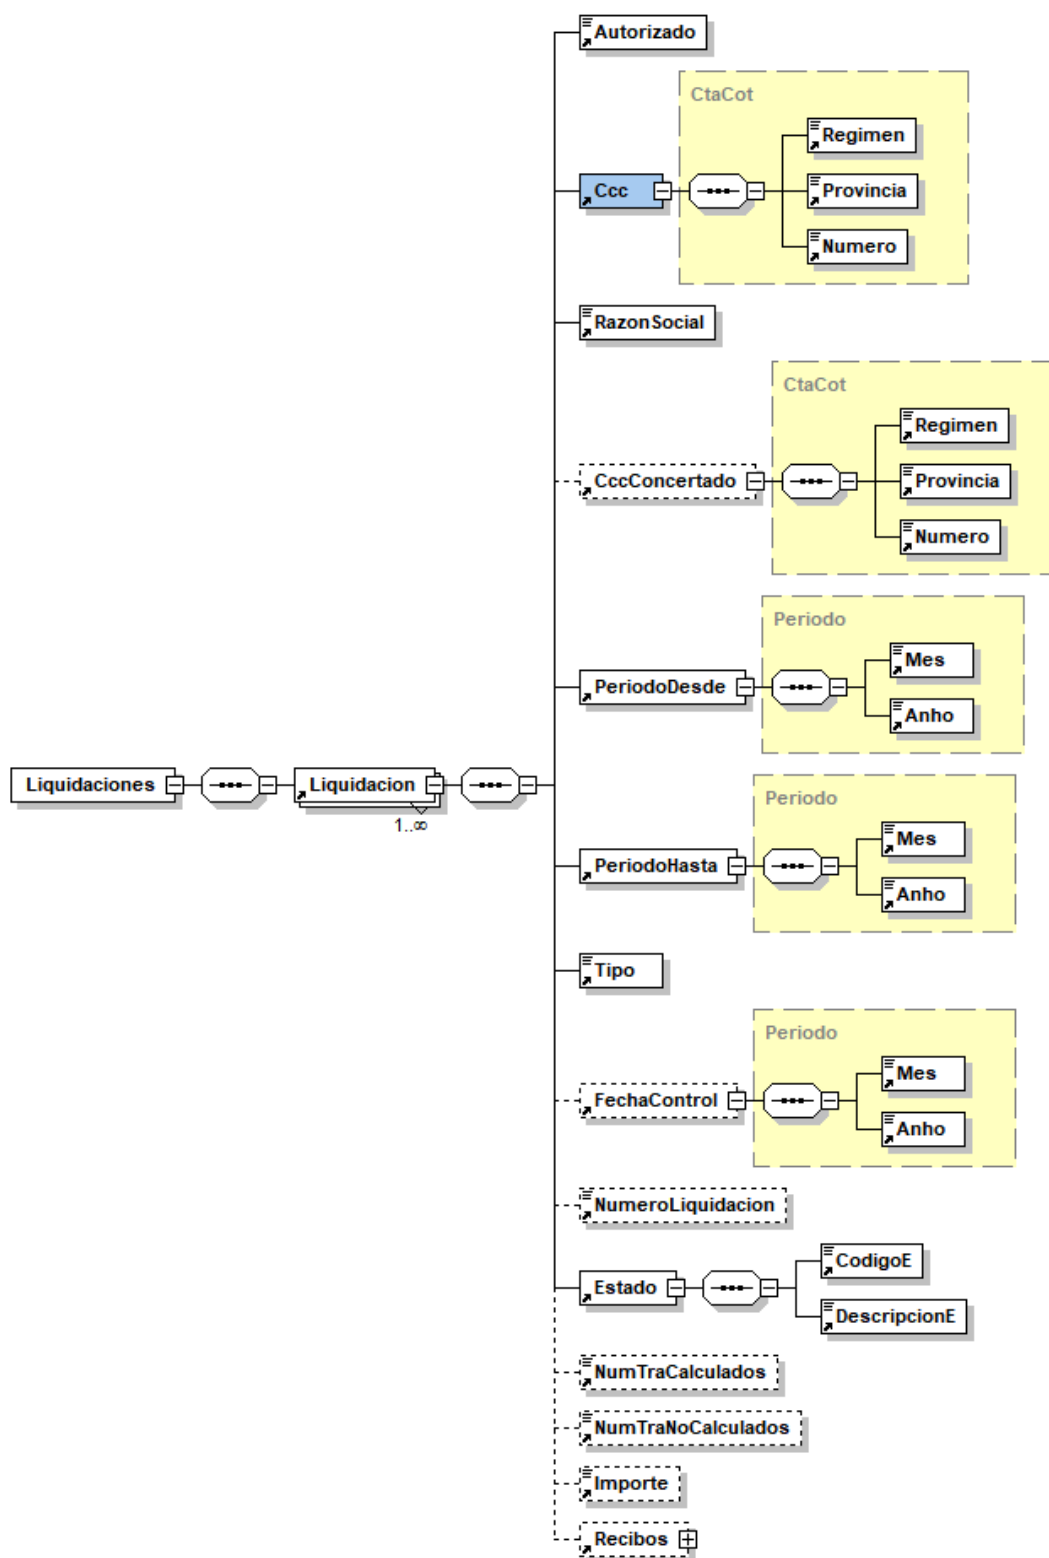 Autorizado
CtaCot
Regimen
Ccc
Provincia
Numero
RazonSocial
CtaCot
Regimen
CccConcertado
Provincia
Numero
Periodo
Mes
PeriodoDesde
Anho
Liquidaciones
Liquidacion
1..∞
Periodo
Mes
PeriodoHasta
Anho
Tipo
Periodo
Mes
FechaControl
Anho
NumeroLiquidacion
CodigoE
Estado
DescripcionE
NumTraCalculados
NumTraNoCalculados
Importe
Recibos